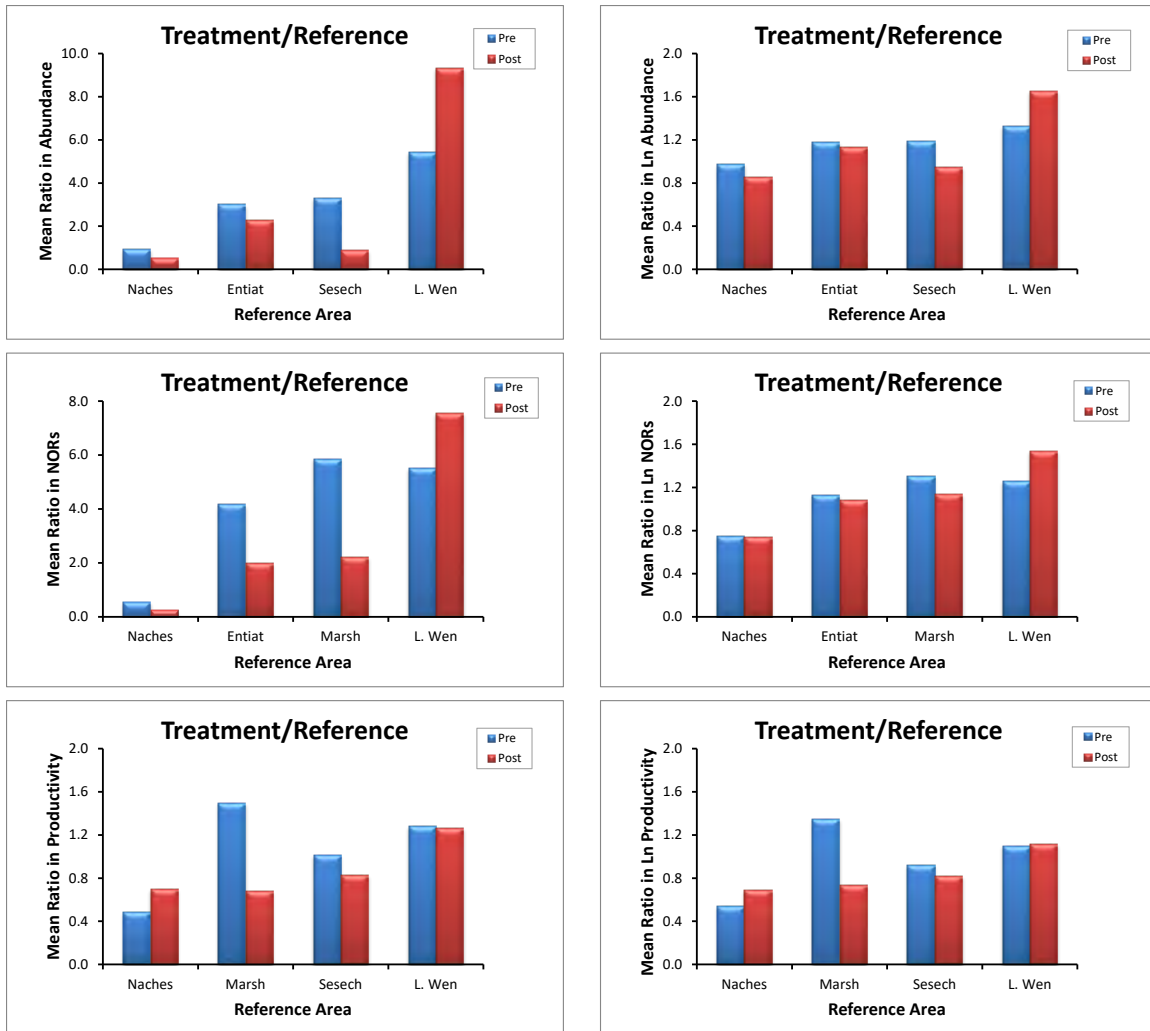 Treatment/Reference
Pre
Post
Mean Ratio in Abundance
10.0
8.0
6.0
4.0
2.0
0.0
Naches Entiat Sesech L. Wen
Reference Area
Treatment/Reference
Pre
Post
Mean Ratio in Ln Abundance
2.0
1.6
1.2
0.8
0.4
0.0
Naches Entiat Sesech L. Wen
Reference Area
Treatment/Reference
Pre
Post
Mean Ratio in NORs
8.0
6.0
4.0
2.0
0.0
Naches Entiat Marsh L. Wen
Reference Area
Treatment/Reference
Pre
Post
Mean Ratio in Ln NORs
2.0
1.6
1.2
0.8
0.4
0.0
Naches Entiat Marsh L. Wen
Reference Area
Treatment/Reference
Pre
Post
Mean Ratio in Productivity
2.0
1.6
1.2
0.8
0.4
0.0
Naches Marsh Sesech L. Wen
Reference Area
Treatment/Reference
Pre
Post
Mean Ratio in Ln Productivity
2.0
1.6
1.2
0.8
0.4
0.0
Naches Marsh Sesech L. Wen
Reference Area